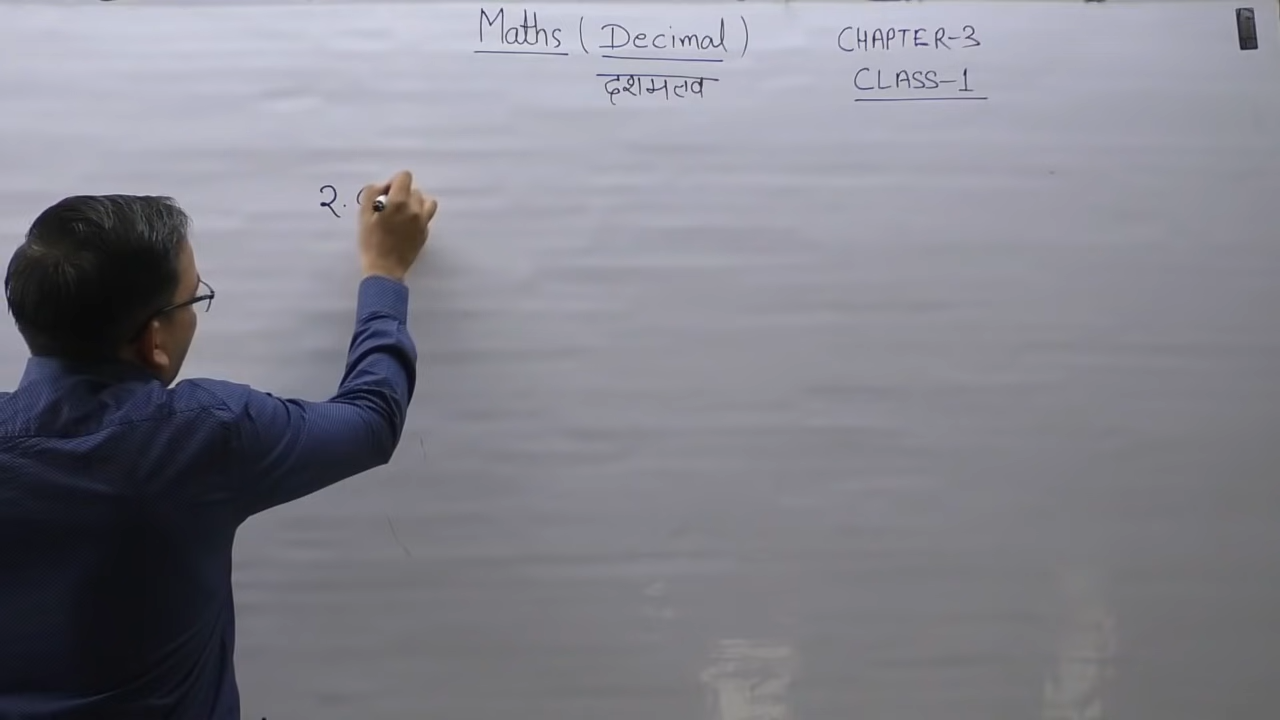 Maths (Decimal)
दशमलव
CHAPTER-3
CLASS-1
2.